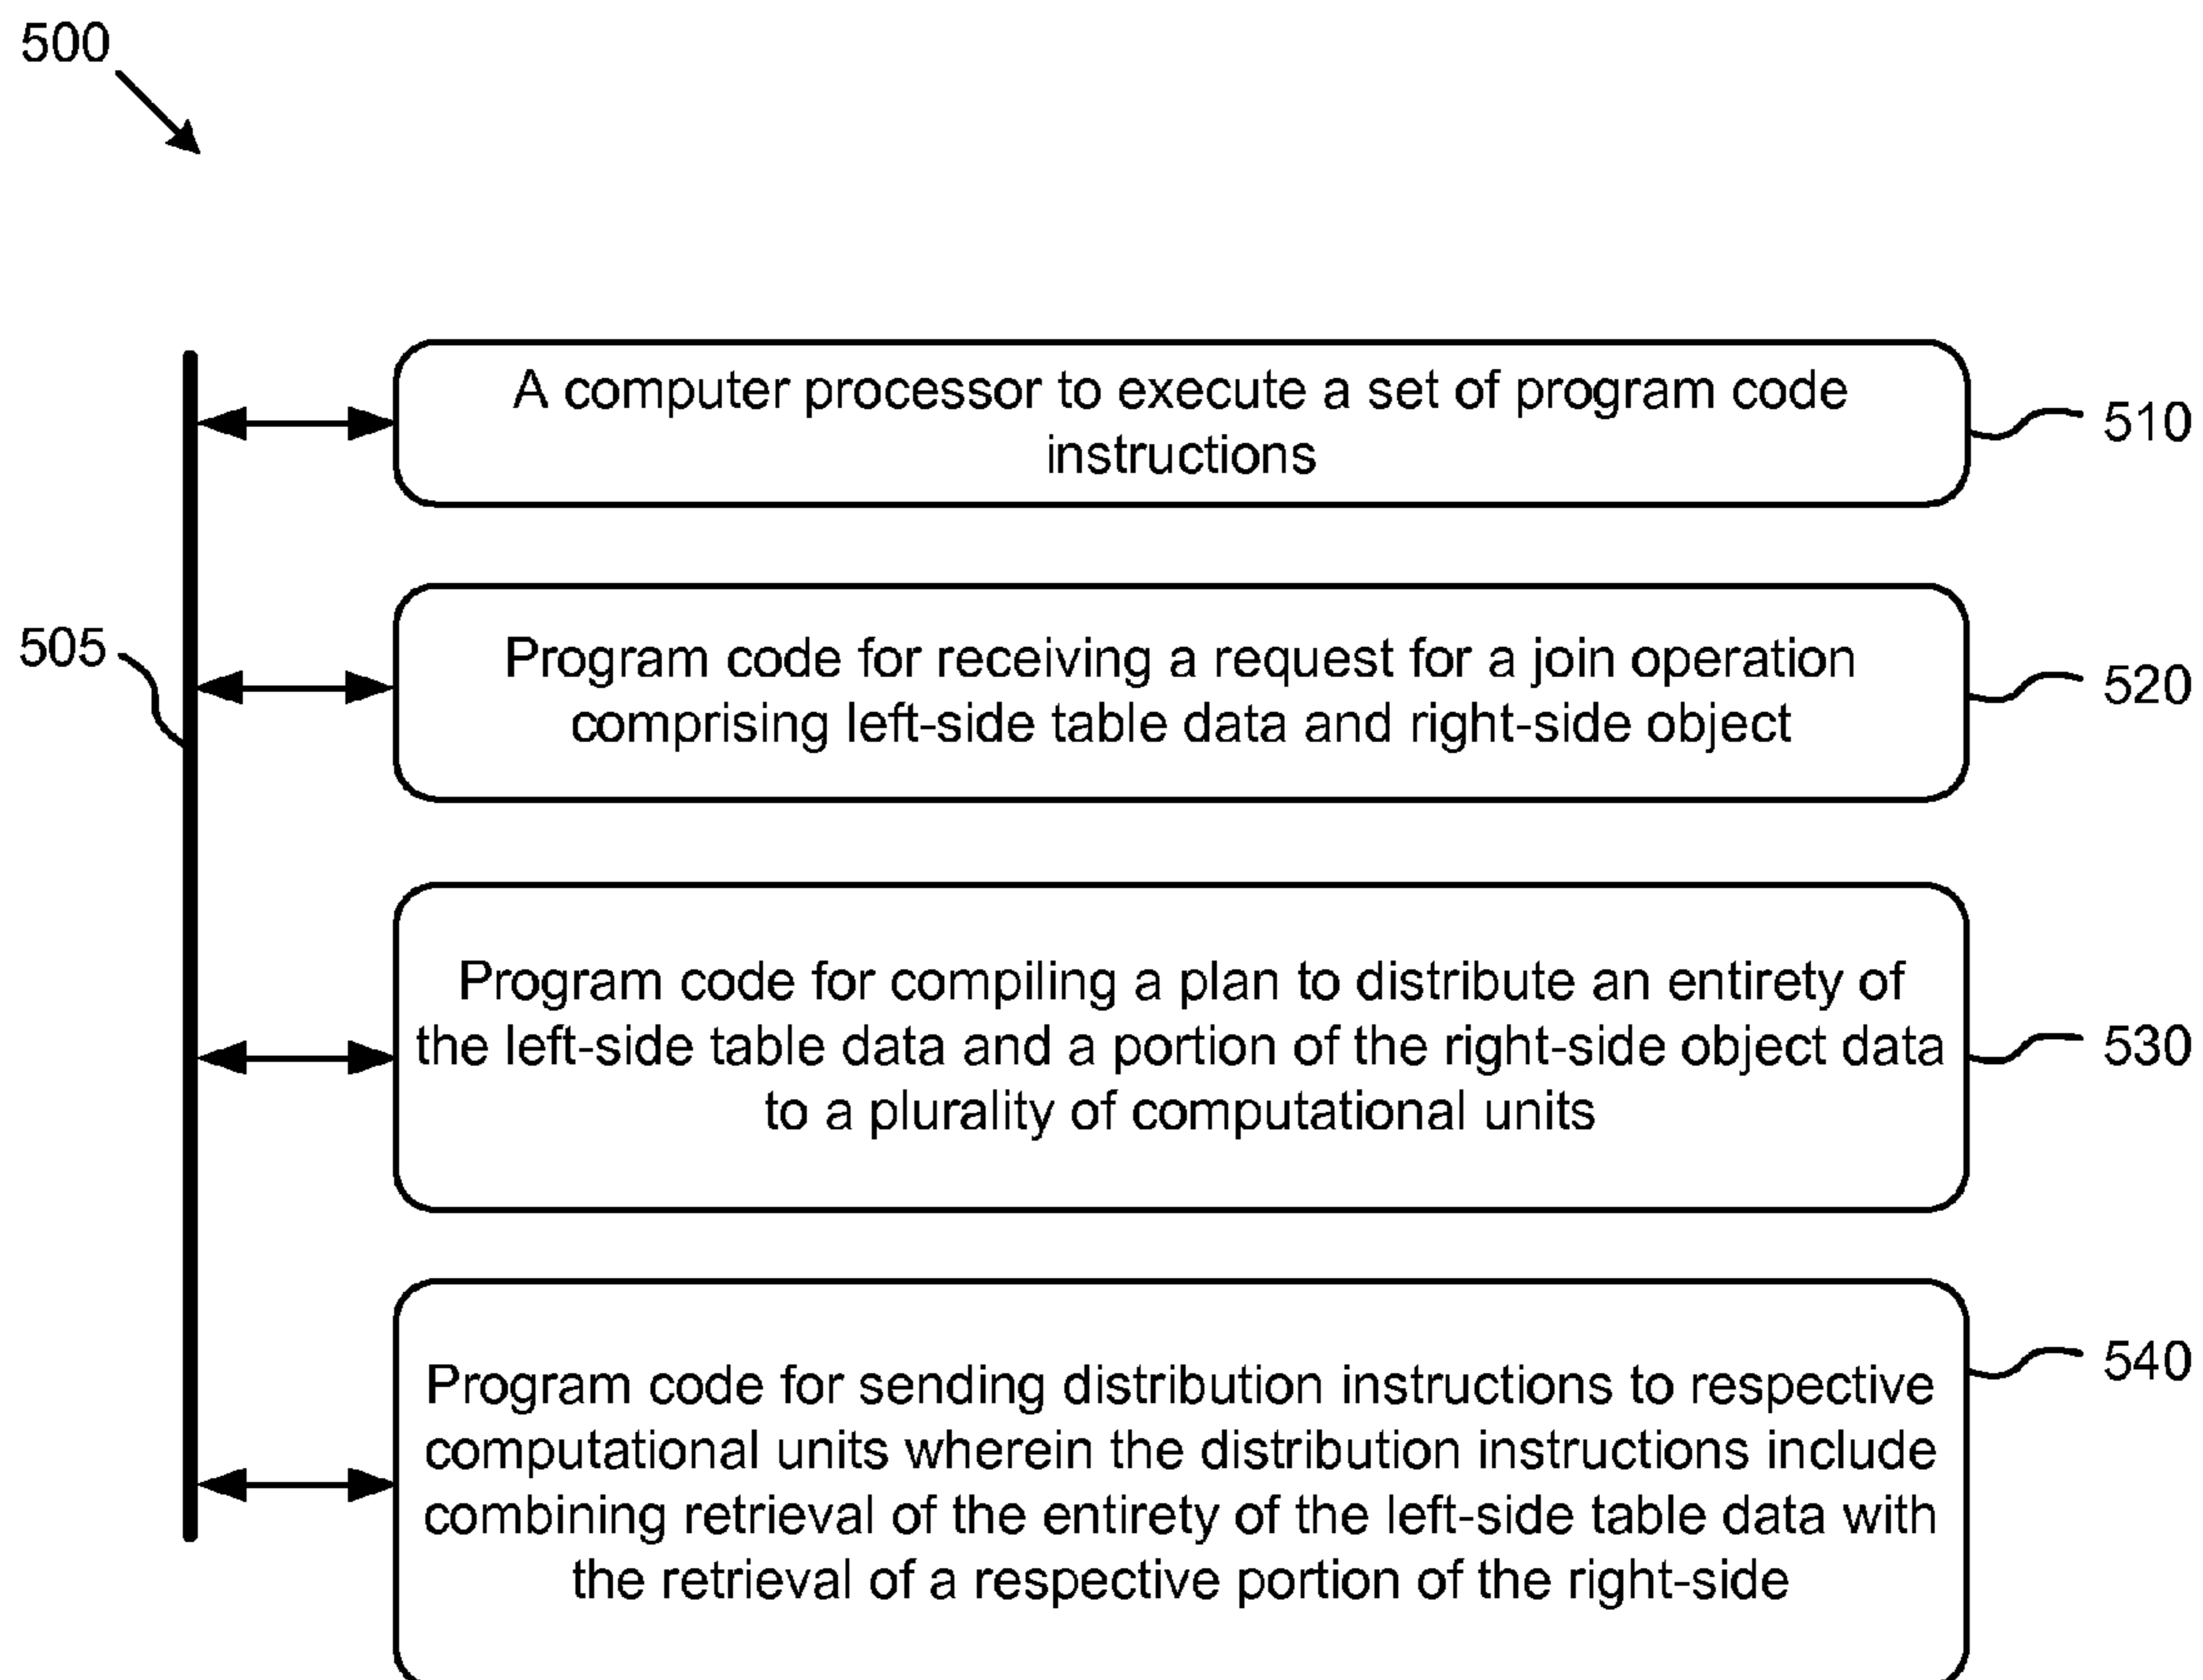 500
A computer processor to execute a set of program code
instructions
510
505
Program code for receiving a request for a join operation
comprising left-side table data and right-side object
520
Program code for compiling a plan to distribute an entirety of
the left-side table data and a portion of the right-side object data
to a plurality of computational units
530
Program code for sending distribution instructions to respective
computational units wherein the distribution instructions include
combining retrieval of the entirety of the left-side table data with
the retrieval of a respective portion of the right-side
540